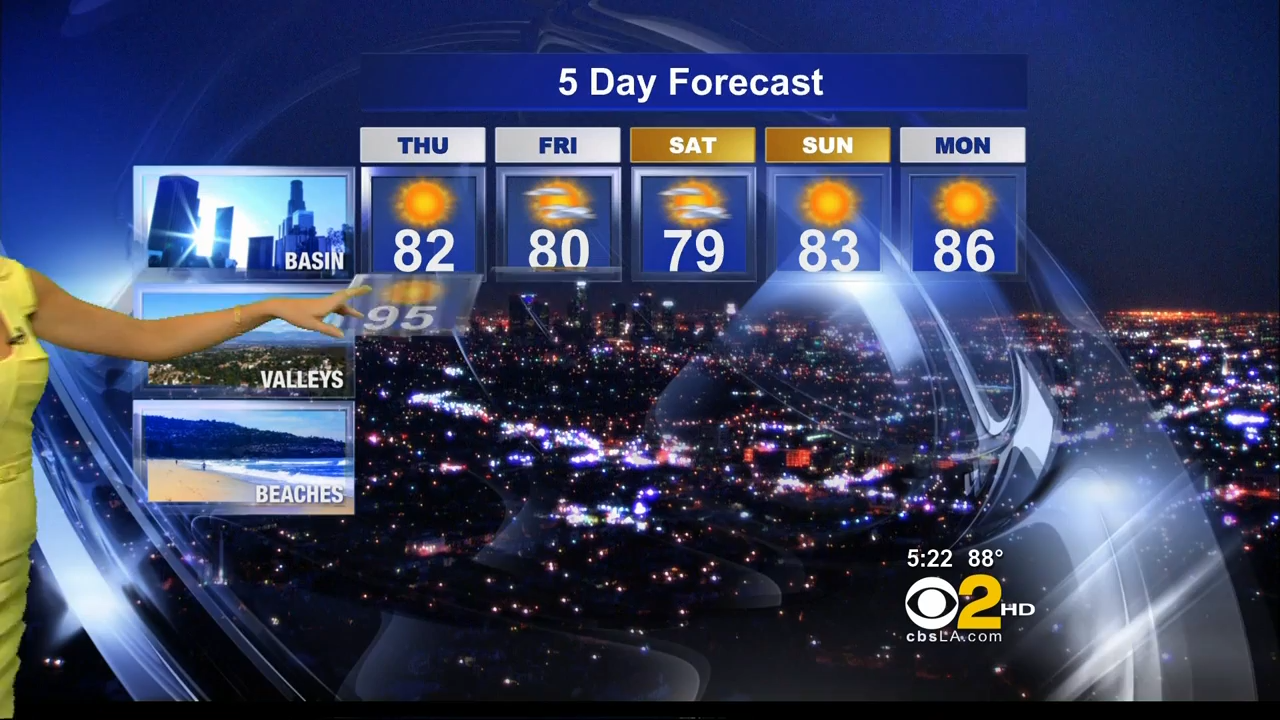 5 Day Forecast
THU FRI SAT SUN MON
BASIN 82 80 79 83 86
VALLEYS 95
BEACHES
5:22 88°
2 HD
cbsLA.com